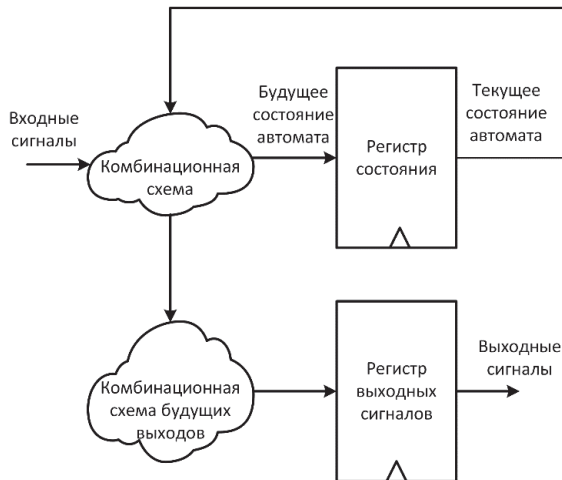 Входные
сигналы
Комбинационная
схема
Будущее
состояние
автомата
Регистр
состояния
Текущее
состояние
автомата
Комбинационная
схема будущих
выходов
Регистр
выходных
сигналов
Выходные
сигналы